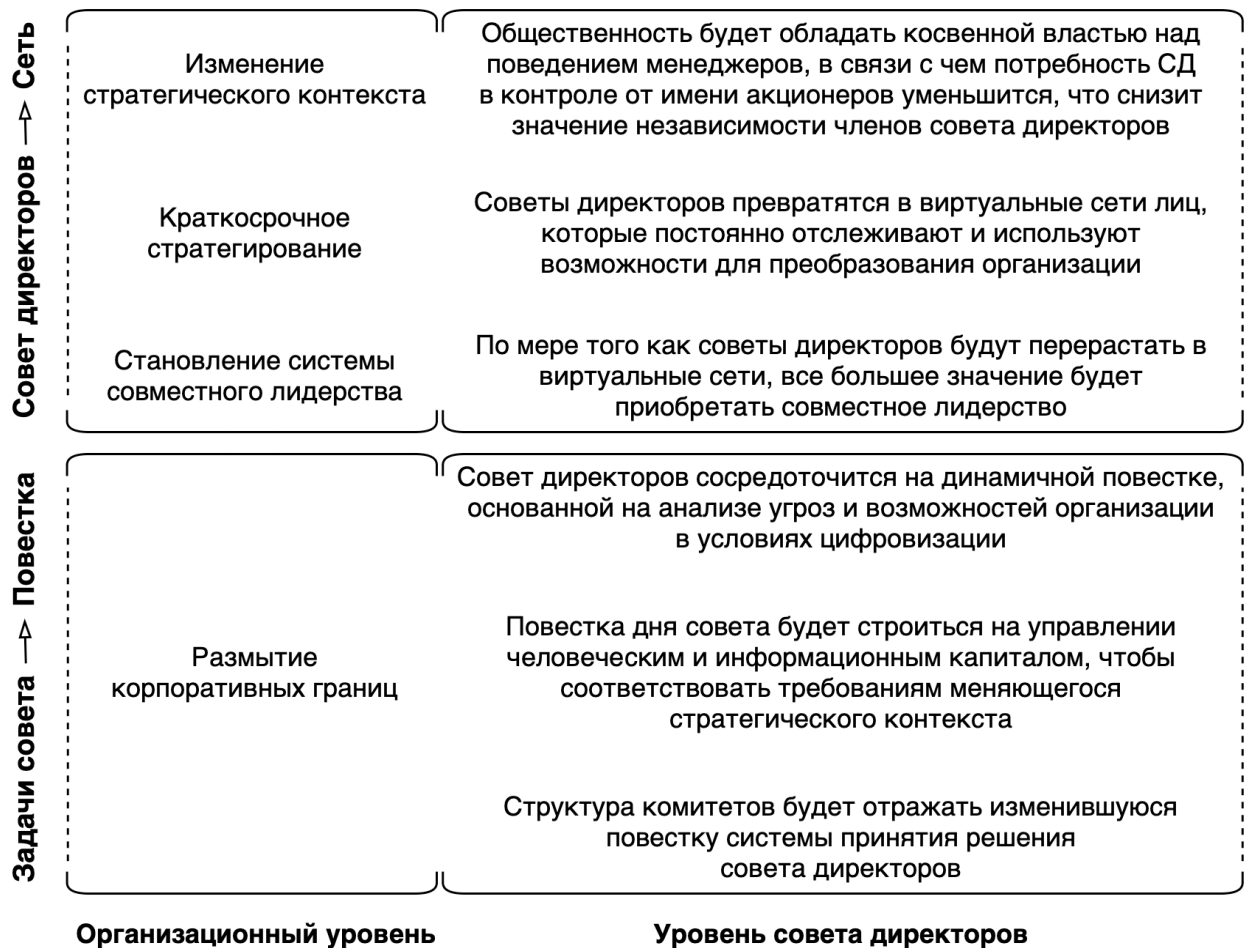 Совет директоров —▷ Сеть
Изменение
стратегического контекста
Общественность будет обладать косвенной властью над
поведением менеджеров, в связи с чем потребность СД
в контроле от имени акционеров уменьшится, что снизит
значение независимости членов совета директоров
Краткосрочное
стратегирование
Советы директоров превратятся в виртуальные сети лиц,
которые постоянно отслеживают и используют
возможности для преобразования организации
Становление системы
совместного лидерства
По мере того как советы директоров будут перерастать в
виртуальные сети, все большее значение будет
приобретать совместное лидерство
Задачи совета —▷ Повестка
Размытие
корпоративных границ
Совет директоров сосредоточится на динамичной повестке,
основанной на анализе угроз и возможностей организации
в условиях цифровизации
Повестка дня совета будет строиться на управлении
человеческим и информационным капиталом, чтобы
соответствовать требованиям меняющегося
стратегического контекста
Структура комитетов будет отражать изменившуюся
повестку системы принятия решения
совета директоров
Организационный уровень
Уровень совета директоров